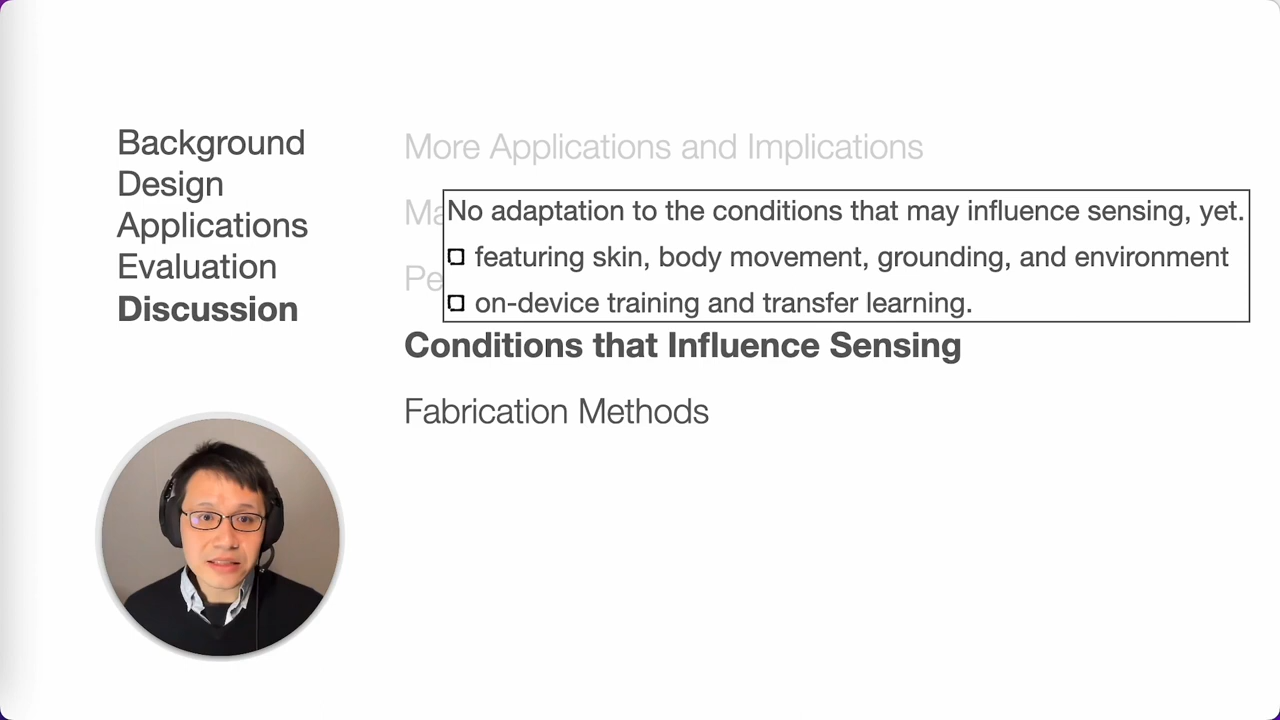 Background
Design
Applications
Evaluation
Discussion
More Applications and Implications
Ma
Pe
No adaptation to the conditions that may influence sensing, yet.
featuring skin, body movement, grounding, and environment
on-device training and transfer learning.
Conditions that Influence Sensing
Fabrication Methods